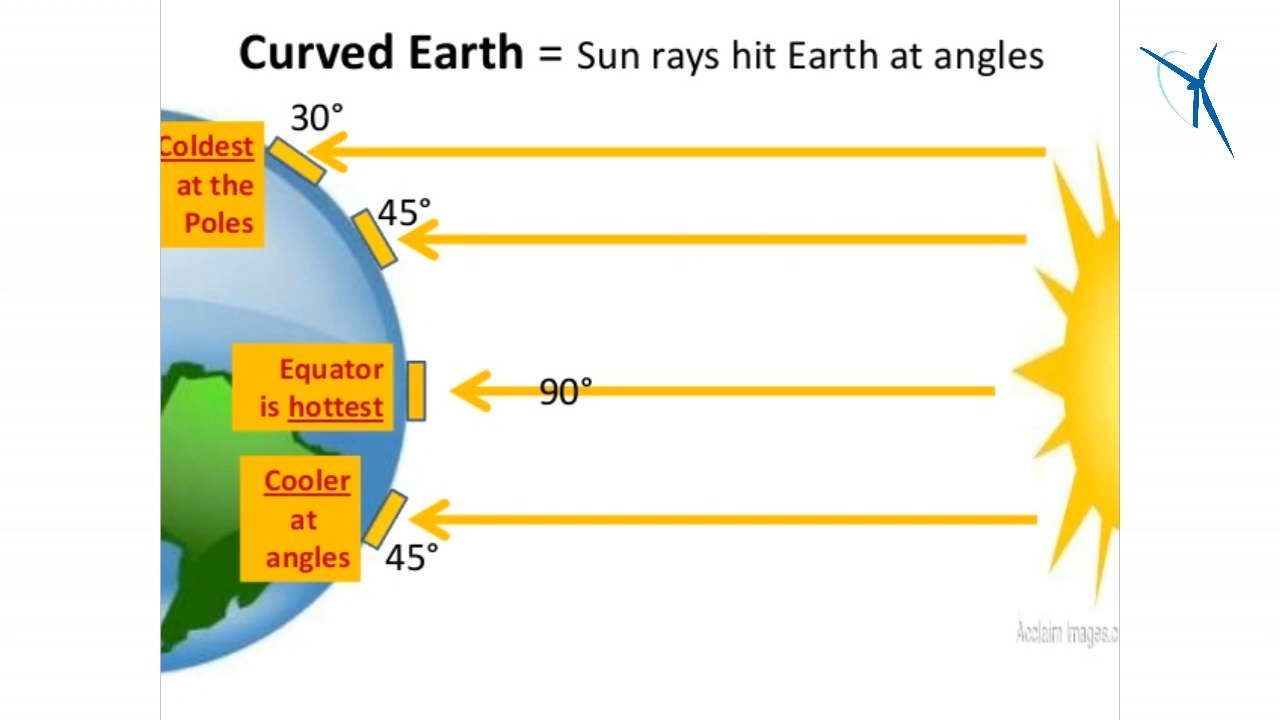 Curved Earth = Sun rays hit Earth at angles
30°
Coldest
at the
Poles
45°
Equator
is hottest
90°
Cooler
at
angles
45°
Acclaim Images.c